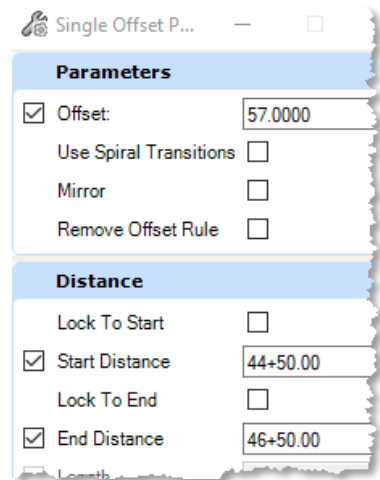 Single Offset P...
Parameters
Offset: 57.0000
Use Spiral Transitions
Mirror
Remove Offset Rule
Distance
Lock To Start
Start Distance 44+50.00
Lock To End
End Distance 46+50.00
Length